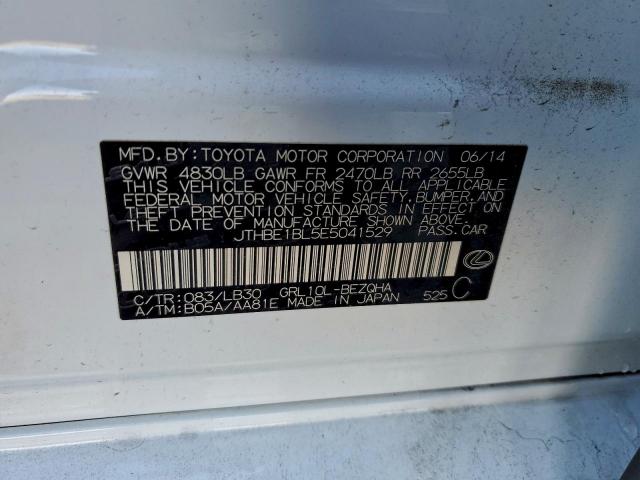 MFD. BY: TOYOTA MOTOR CORPORATION 06/14
GVWR 4830LB GAWR FR 2470LB RR 2655LB
THIS VEHICLE CONFORMS TO ALL APPLICABLE
FEDERAL MOTOR VEHICLE SAFETY, BUMPER, AND
THEFT PREVENTION STANDARDS IN EFFECT ON
THE DATE OF MANUFACTURE SHOWN ABOVE.
JTHBE1BL5E5041529 PASS. CAR
C/TR: 083/LB30 GRL10L-BEZQHA
A/TM: B05A/AA81E MADE IN JAPAN 525 C